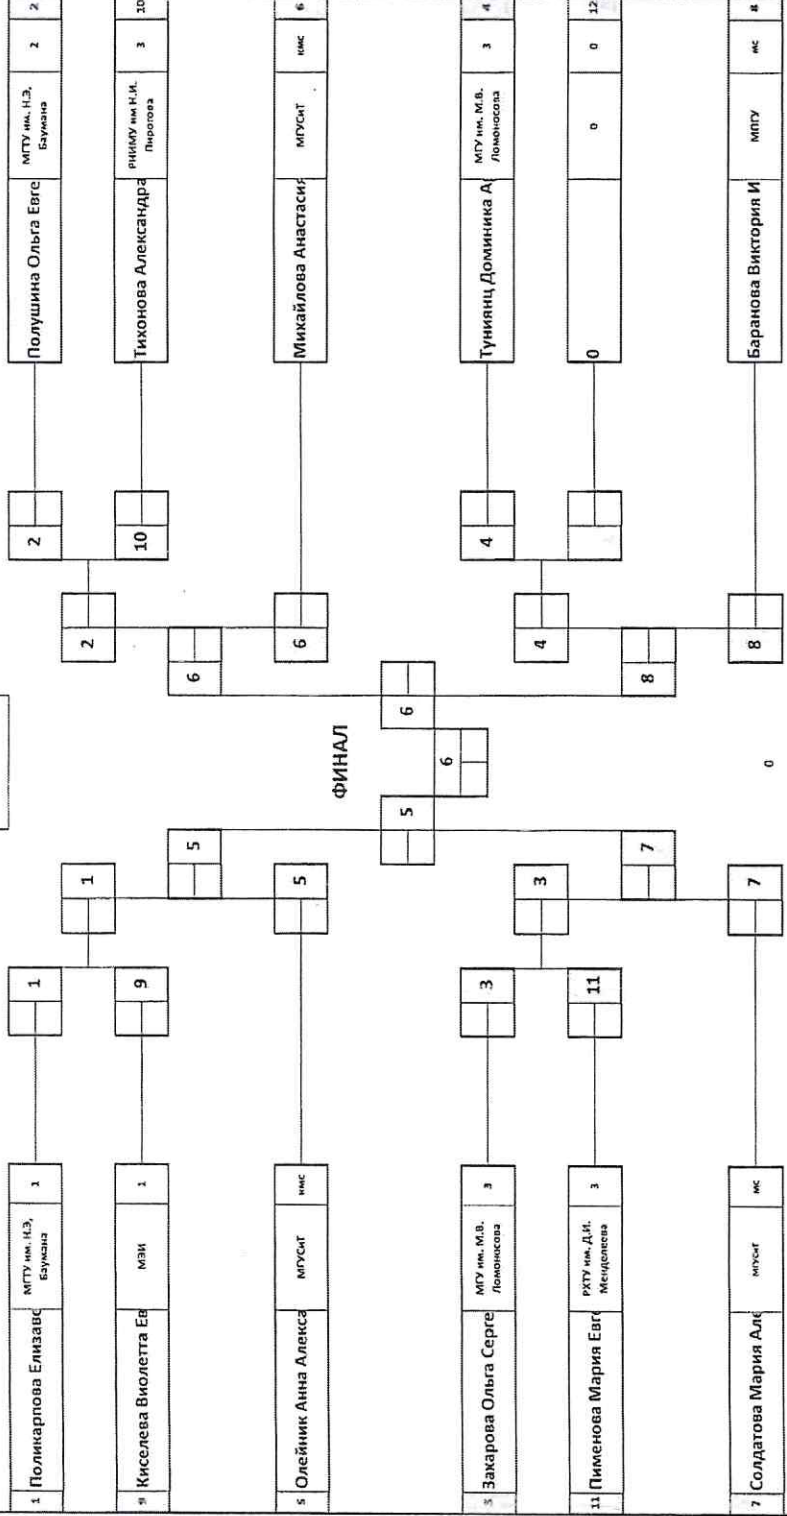 1 Поликарпова Елизаво МГТУ им. Н.Э. Баумана 1
9 Киселева Виолетта Ев МЭИ 1
5 Олейник Анна Алекса МГУСиТ кмс
3 Захарова Ольга Серге МГУ им. М.В. Ломоносова 3
11 Пименова Мария Евге РХТУ им. Д.И. Менделеева 3
7 Солдатова Мария Але МГУСиТ мс
1
9
1
5
5
3
11
3
7
7
ФИНАЛ
5
6
6
0
2
10
2
6
6
4
4
8
8
Полушина Ольга Евге МГТУ им. Н.Э. Баумана 2 2
Тихонова Александра РНИМУ им Н.И. Пирогова 3 10
Михайлова Анастаси МГУСиТ кмс 6
Туниянц Доминика А МГУ им. М.В. Ломоносова 3 4
0 0 0 12
Баранова Виктория И МПГУ мс 8